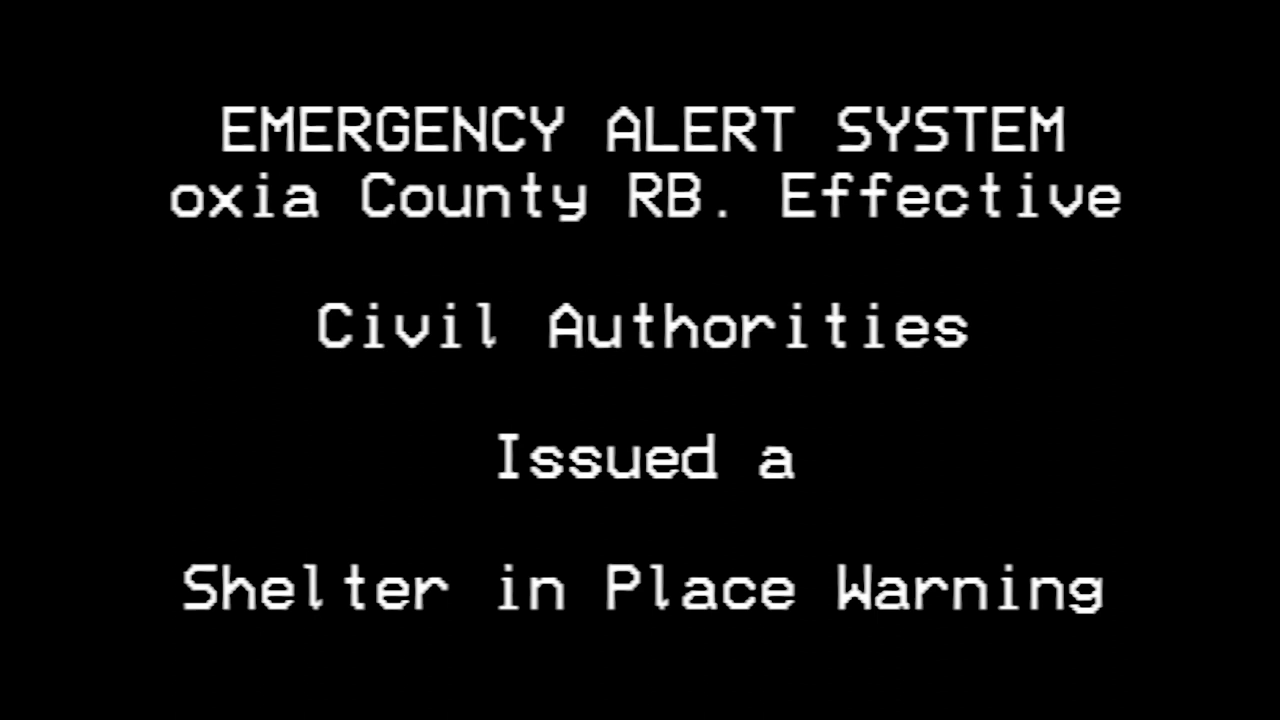 EMERGENCY ALERT SYSTEM
oxia County RB. Effective
Civil Authorities
Issued a
Shelter in Place Warning